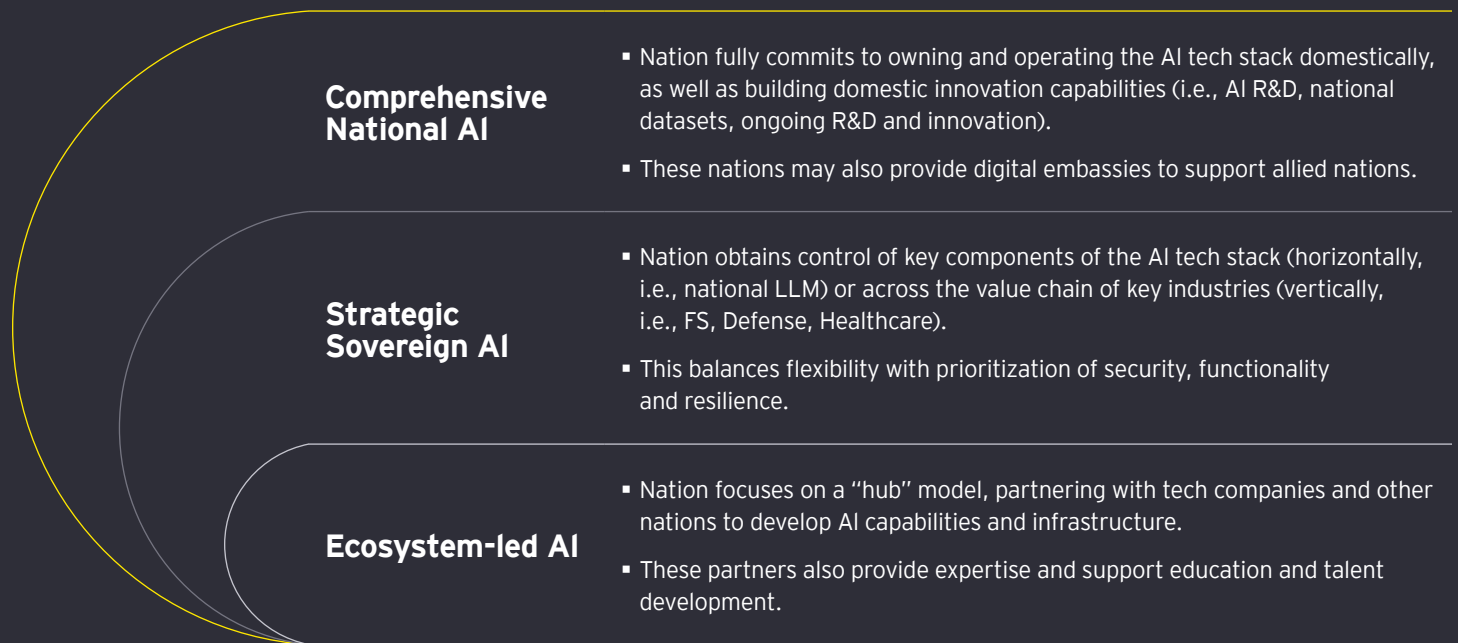 Comprehensive
National AI
▪ Nation fully commits to owning and operating the AI tech stack domestically,
as well as building domestic innovation capabilities (i.e., AI R&D, national
datasets, ongoing R&D and innovation).
▪ These nations may also provide digital embassies to support allied nations.
Strategic
Sovereign AI
▪ Nation obtains control of key components of the AI tech stack (horizontally,
i.e., national LLM) or across the value chain of key industries (vertically,
i.e., FS, Defense, Healthcare).
▪ This balances flexibility with prioritization of security, functionality
and resilience.
Ecosystem-led AI
▪ Nation focuses on a “hub” model, partnering with tech companies and other
nations to develop AI capabilities and infrastructure.
▪ These partners also provide expertise and support education and talent
development.